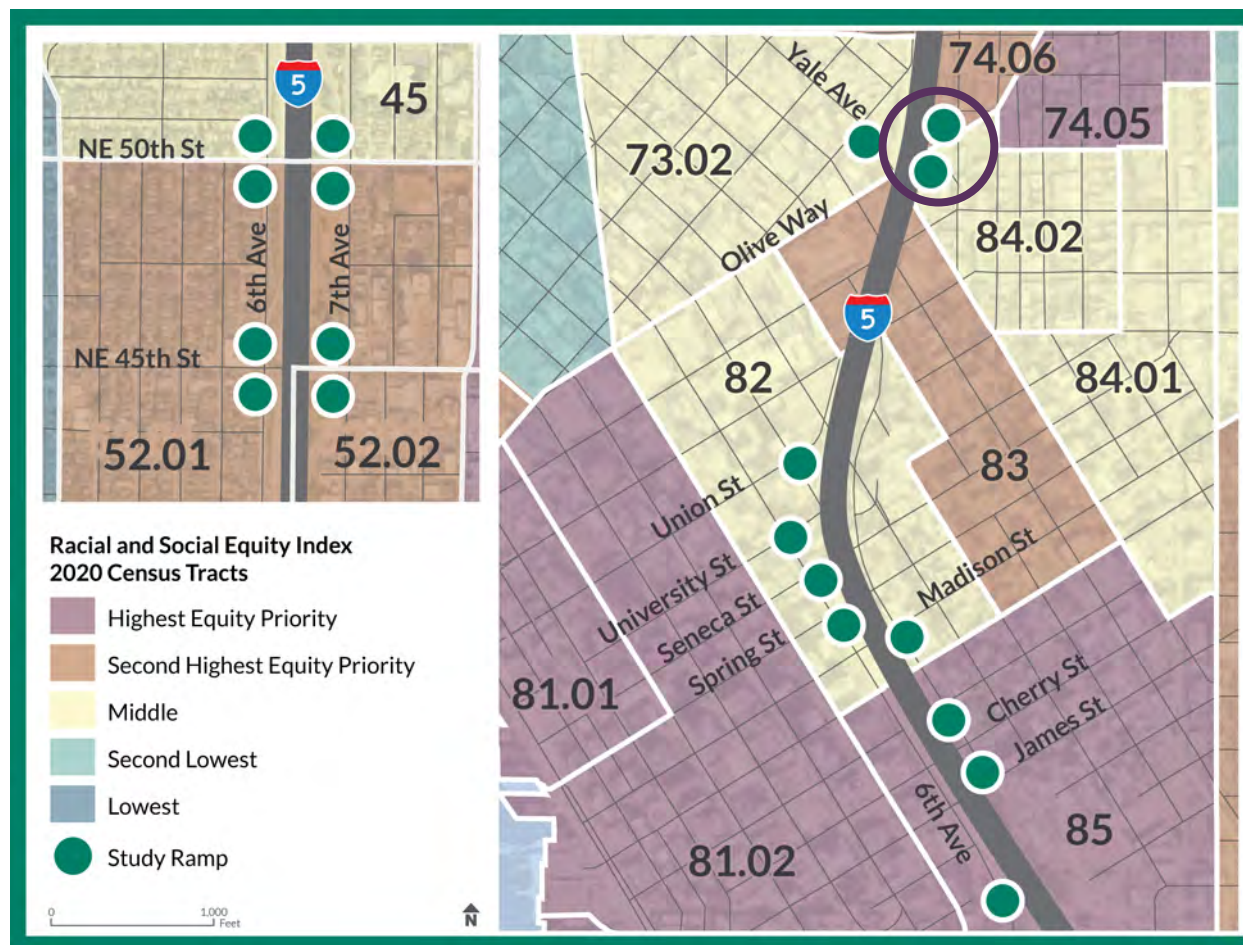 5
45
NE 50th St
6th Ave
7th Ave
NE 45th St
52.01
52.02
Racial and Social Equity Index
2020 Census Tracts
Highest Equity Priority
Second Highest Equity Priority
Middle
Second Lowest
Lowest
Study Ramp
0
1,000
Feet
N
74.06
Yale Ave
74.05
73.02
Olive Way
84.02
5
82
84.01
83
Union St
University St
Madison St
Seneca St
Spring St
81.01
Cherry St
James St
6th Ave
85
81.02